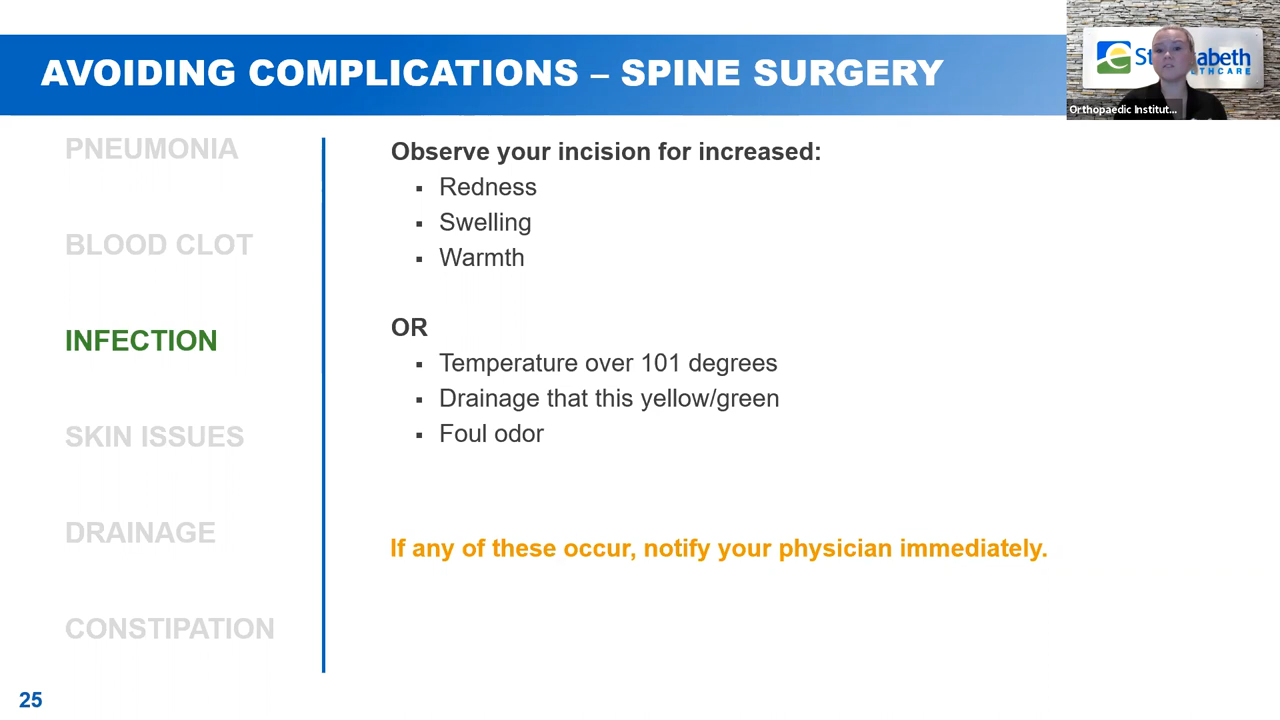 AVOIDING COMPLICATIONS – SPINE SURGERY
Orthopaedic Institut...
PNEUMONIA
BLOOD CLOT
INFECTION
SKIN ISSUES
DRAINAGE
CONSTIPATION
Observe your incision for increased:
▪ Redness
▪ Swelling
▪ Warmth
OR
▪ Temperature over 101 degrees
▪ Drainage that this yellow/green
▪ Foul odor
If any of these occur, notify your physician immediately.
25